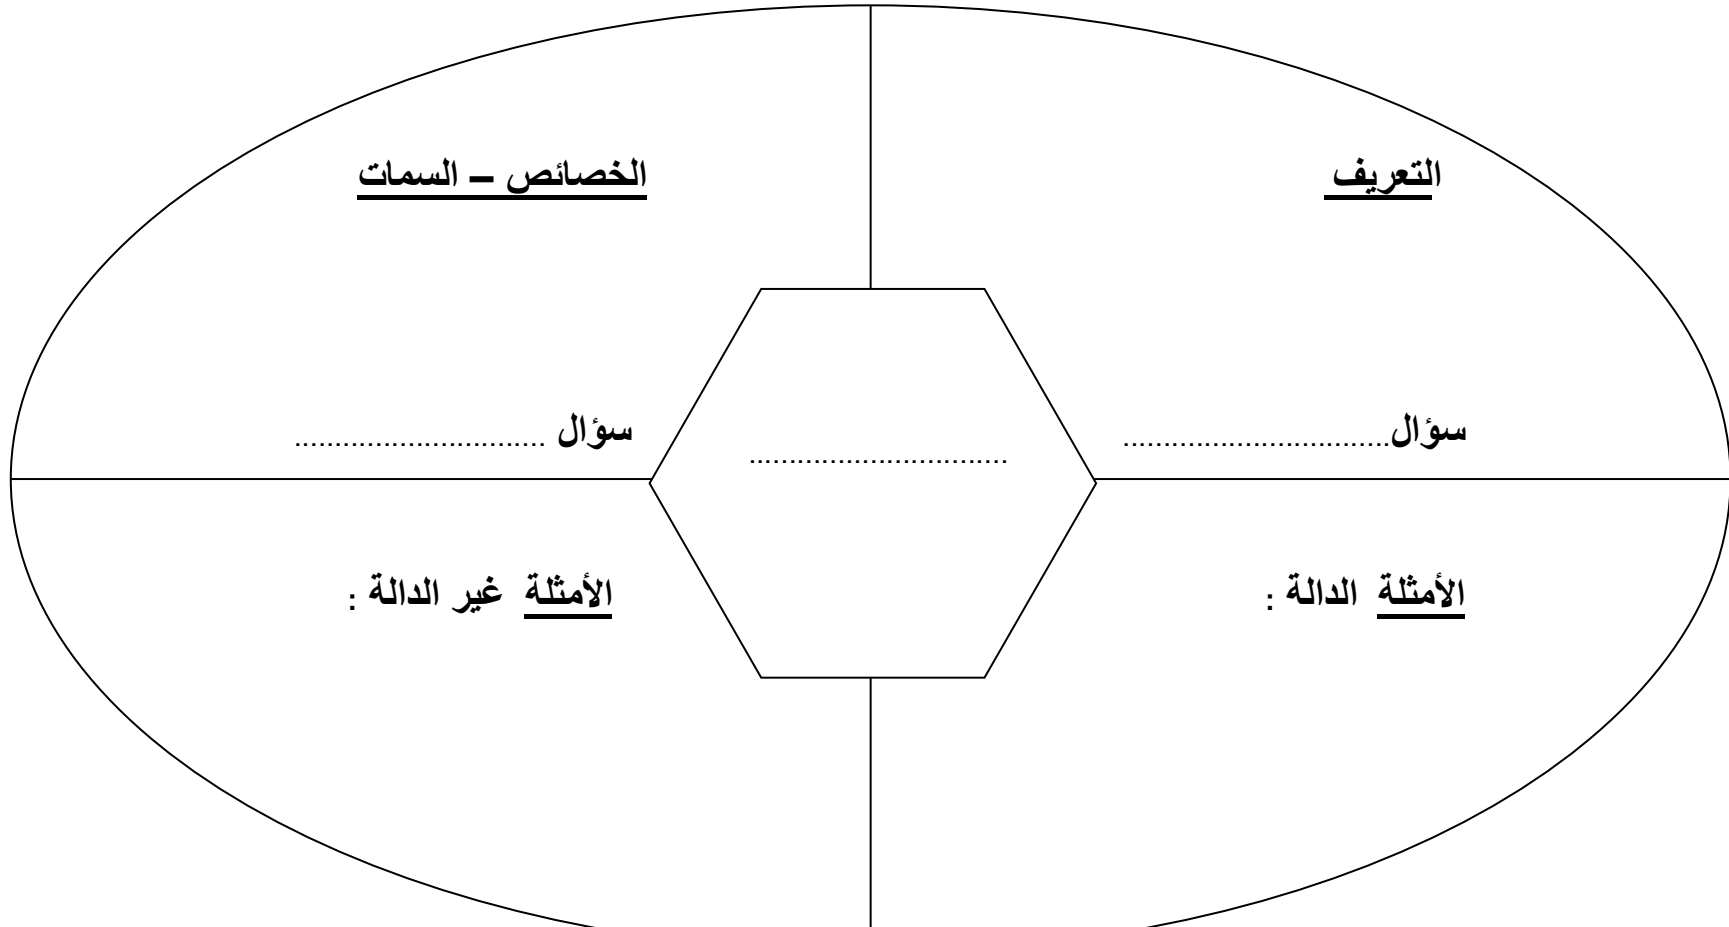 التعريف
الخصائص – السمات
سؤال................................
سؤال ..............................
...............................
الأمثلة الدالة :
الأمثلة غير الدالة :